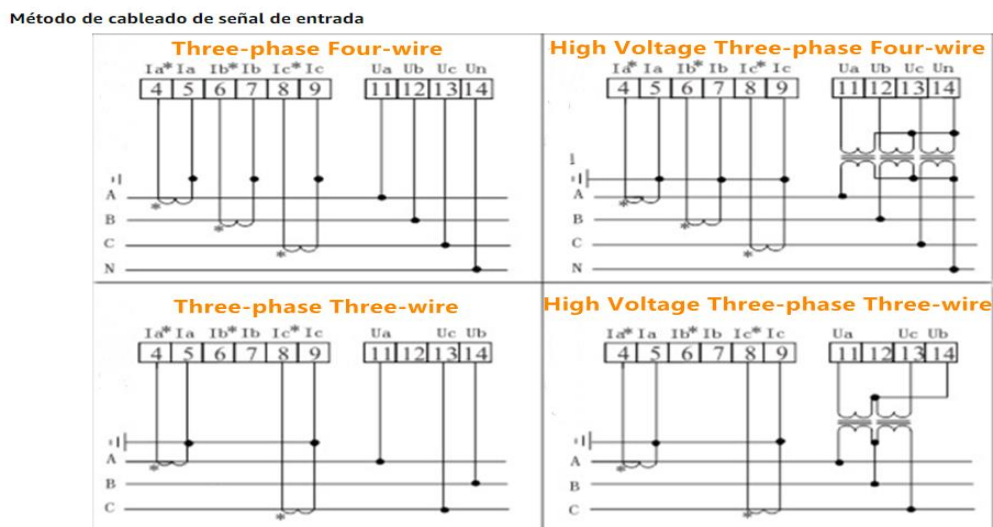 Método de cableado de señal de entrada
Three-phase Four-wire
Ia* Ia Ib* Ib Ic* Ic Ua Ub Uc Un
4 5 6 7 8 9 11 12 13 14
A
*
B
*
C
*
N
High Voltage Three-phase Four-wire
Ia* Ia Ib* Ib Ic* Ic Ua Ub Uc Un
4 5 6 7 8 9 11 12 13 14
A
*
B
*
C
*
N
Three-phase Three-wire
Ia* Ia Ib* Ib Ic* Ic Ua Uc Ub
4 5 6 7 8 9 11 12 13 14
A
*
B
C
*
High Voltage Three-phase Three-wire
Ia* Ia Ib* Ib Ic* Ic Ua Uc Ub
4 5 6 7 8 9 11 12 13 14
A
*
B
C
*